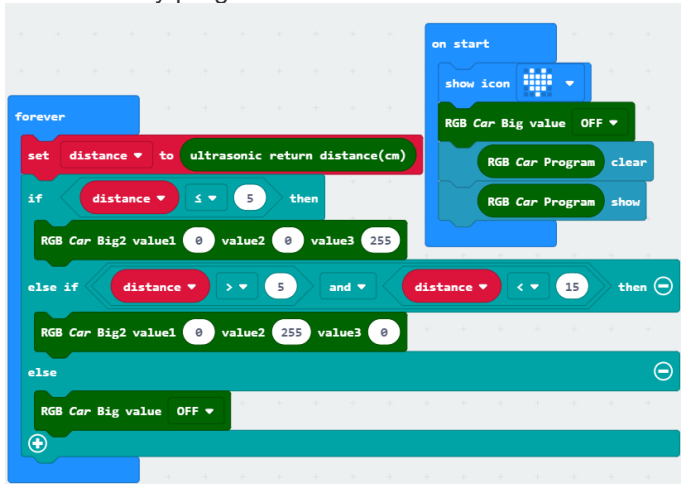 on start
show icon
RGB Car Big value OFF
RGB Car Program clear
RGB Car Program show
forever
set distance to ultrasonic return distance(cm)
if distance ≤ 5 then
RGB Car Big2 value1 0 value2 0 value3 255
else if distance > 5 and distance < 15 then
RGB Car Big2 value1 0 value2 255 value3 0
else
RGB Car Big value OFF